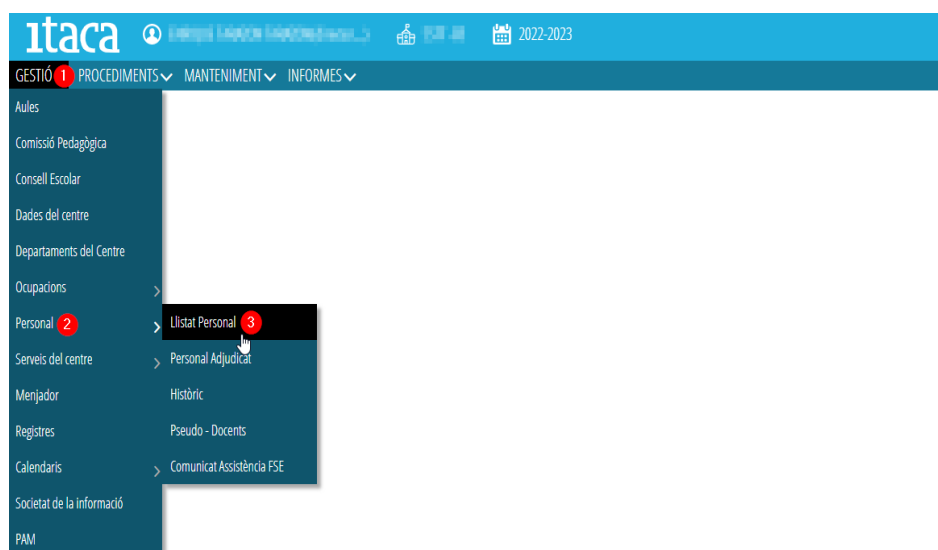 ıtaca 2022-2023
GESTIÓ 1 PROCEDIMENTS MANTENIMENT INFORMES
Aules
Comissió Pedagògica
Consell Escolar
Dades del centre
Departaments del Centre
Ocupacions
Personal 2 Llistat Personal 3
Serveis del centre Personal Adjudicat
Menjador Històric
Registres Pseudo - Docents
Calendaris Comunicat Assistència FSE
Societat de la informació
PAM